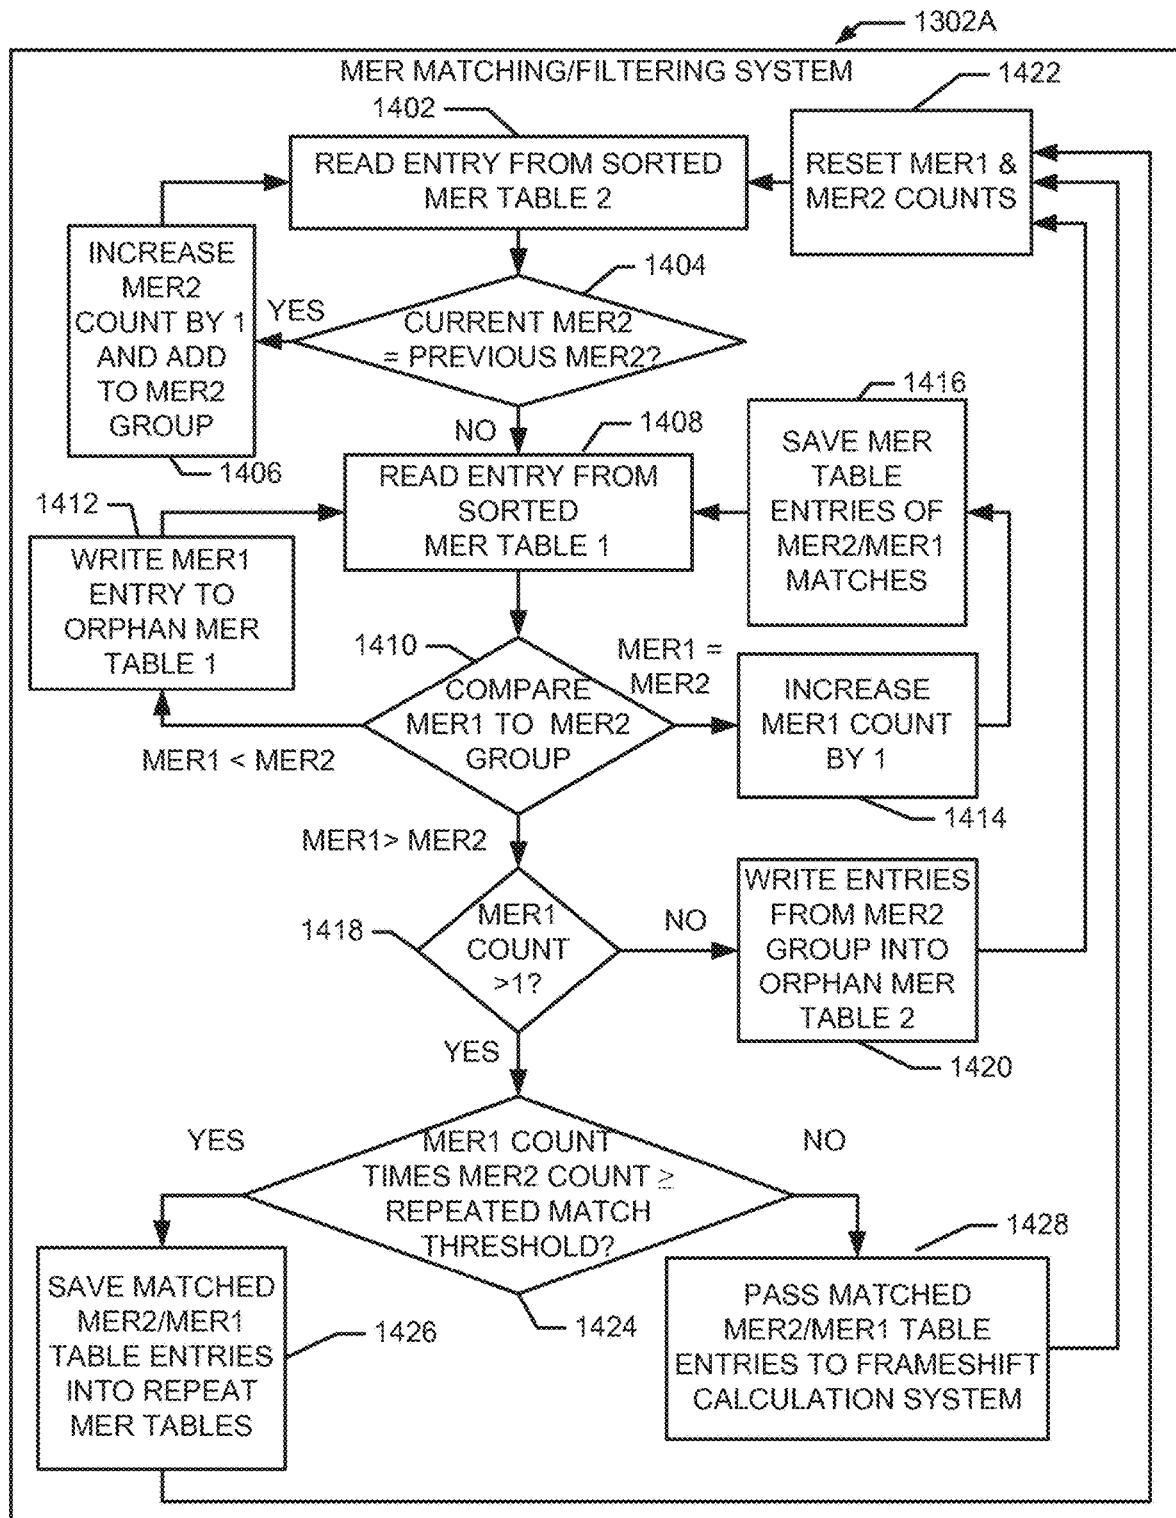 1302A
MER MATCHING/FILTERING SYSTEM
1422
1402
READ ENTRY FROM SORTED
MER TABLE 2
RESET MER1 &
MER2 COUNTS
1404
INCREASE
MER2
COUNT BY 1
AND ADD
TO MER2
GROUP
YES
CURRENT MER2
= PREVIOUS MER2?
1406
NO
1408
1416
READ ENTRY FROM
SORTED
MER TABLE 1
SAVE MER
TABLE
ENTRIES OF
MER2/MER1
MATCHES
1412
WRITE MER1
ENTRY TO
ORPHAN MER
TABLE 1
1410
COMPARE
MER1 TO MER2
GROUP
MER1 =
MER2
INCREASE
MER1 COUNT
BY 1
MER1 < MER2
1414
MER1> MER2
1418
MER1
COUNT
>1?
NO
WRITE ENTRIES
FROM MER2
GROUP INTO
ORPHAN MER
TABLE 2
YES
1420
YES
MER1 COUNT
TIMES MER2 COUNT ≥
REPEATED MATCH
THRESHOLD?
NO
1424
1428
SAVE MATCHED
MER2/MER1
TABLE ENTRIES
INTO REPEAT
MER TABLES
1426
PASS MATCHED
MER2/MER1 TABLE
ENTRIES TO FRAMESHIFT
CALCULATION SYSTEM